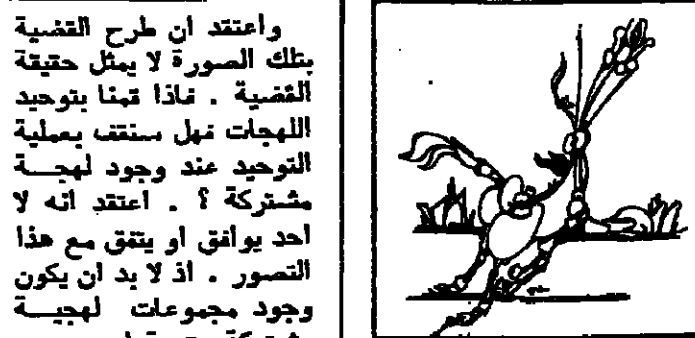 واعتقد ان طرح القضية
بتلك الصورة لا يمثل حقيقة
القضية . فاذا قمنا بتوحيد
اللهجات فهل سنقف بعملية
التوحيد عند وجود لهجـــة
مشتركة ؟ . اعتقد انه لا
احد يوافق او يتفق مع هذا
التصور . اذ لا بد ان يكون
وجود مجموعات لهجيـــة